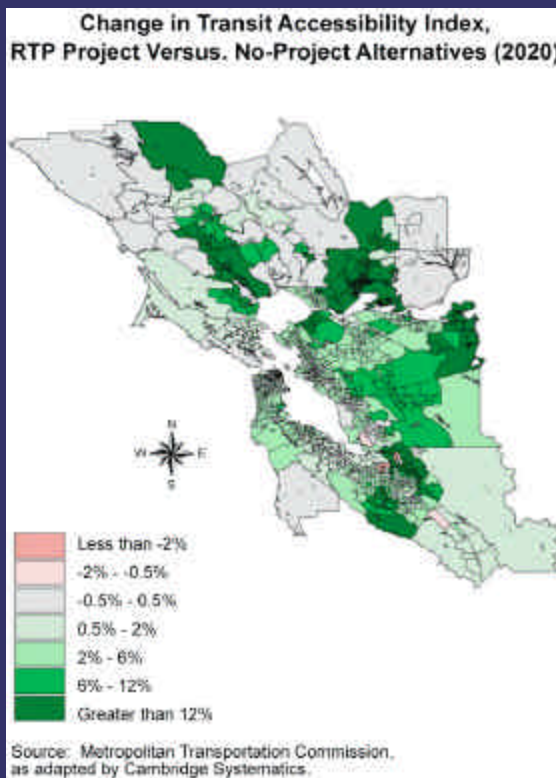 Change in Transit Accessibility Index,
RTP Project Versus. No-Project Alternatives (2020)
N
W E
S
Less than -2%
-2% - -0.5%
-0.5% - 0.5%
0.5% - 2%
2% - 6%
6% - 12%
Greater than 12%
Source: Metropolitan Transportation Commission,
as adapted by Cambridge Systematics.